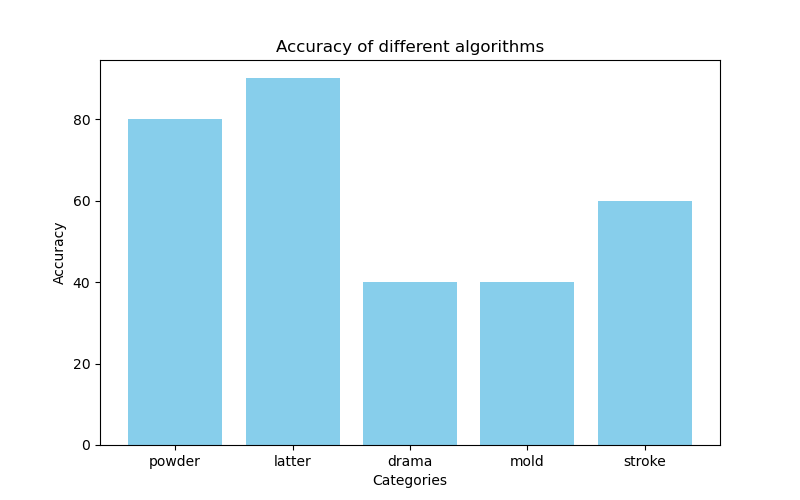 Accuracy of different algorithms
Accuracy
80
60
40
20
0
powder latter drama mold stroke
Categories